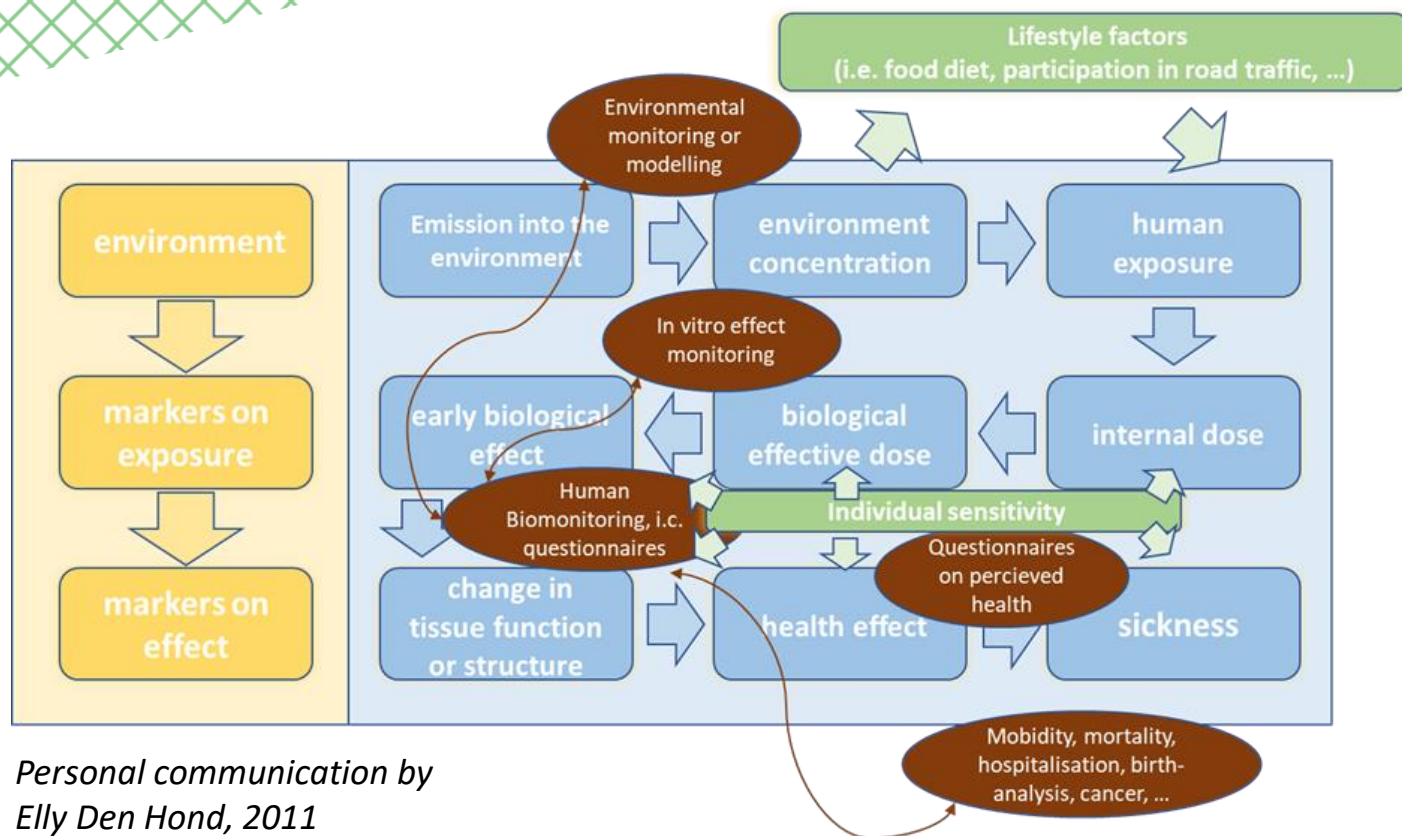 Lifestyle factors
(i.e. food diet, participation in road traffic, ...)
Environmental
monitoring or
modelling
environment
Emission into the
environment
environment
concentration
human
exposure
In vitro effect
monitoring
markers on
exposure
early biological
effect
biological
effective dose
internal dose
Human
Biomonitoring, i.c.
questionnaires
Individual sensitivity
Questionnaires
on percieved
health
markers on
effect
change in
tissue function
or structure
health effect
sickness
Mobidity, mortality,
hospitalisation, birth-
analysis, cancer, ...
Personal communication by
Elly Den Hond, 2011